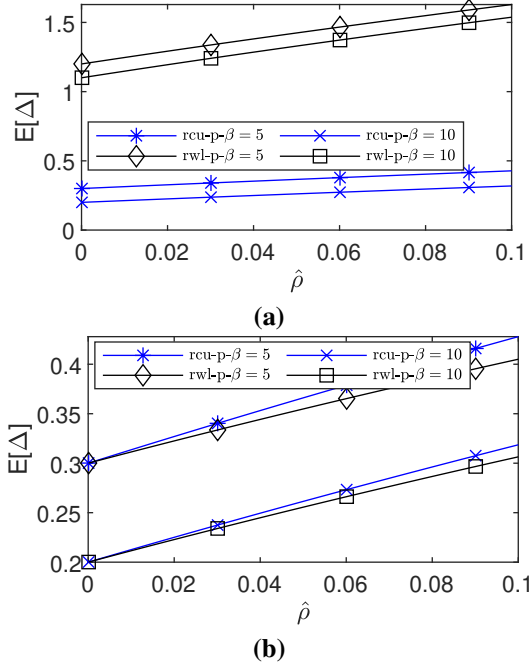 1.5
1
0.5
0
E[Δ]
rcu-p-β = 5 rcu-p-β = 10
rwl-p-β = 5 rwl-p-β = 10
0 0.02 0.04 0.06 0.08 0.1
ρ̂
(a)
0.4
0.35
0.3
0.25
0.2
E[Δ]
rcu-p-β = 5 rcu-p-β = 10
rwl-p-β = 5 rwl-p-β = 10
0 0.02 0.04 0.06 0.08 0.1
ρ̂
(b)